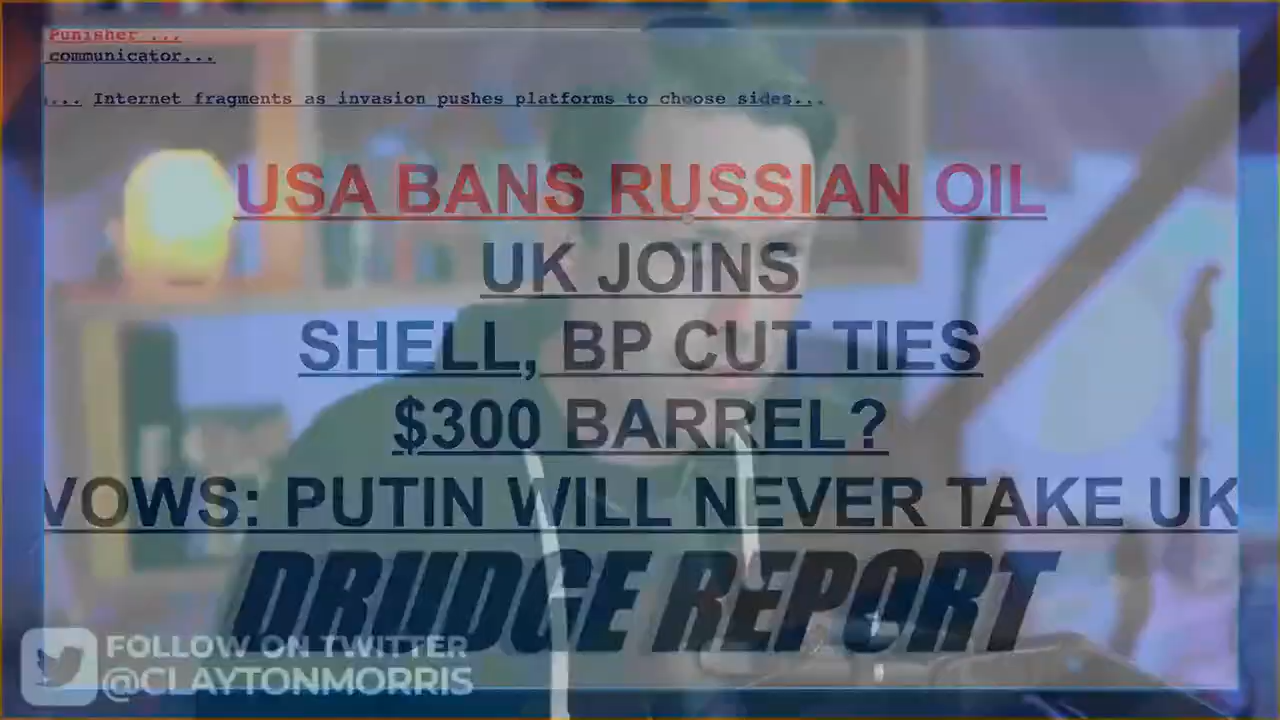 Punisher ...
communicator...
... Internet fragments as invasion pushes platforms to choose sides...
USA BANS RUSSIAN OIL
UK JOINS
SHELL, BP CUT TIES
$300 BARREL?
VOWS: PUTIN WILL NEVER TAKE UK
DRUDGE REPORT
FOLLOW ON TWITTER
@CLAYTONMORRIS